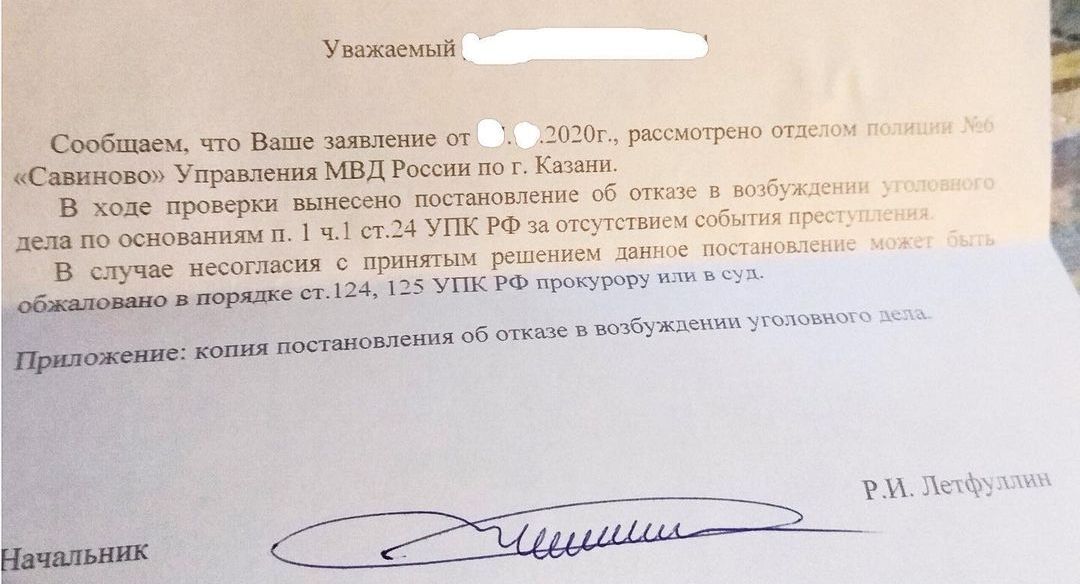 Уважаемый
Сообщаем, что Ваше заявление от .2020г., рассмотрено отделом полиции №6
«Савиново» Управления МВД России по г. Казани.
В ходе проверки вынесено постановление об отказе в возбуждении уголовного
дела по основаниям п. 1 ч.1 ст.24 УПК РФ за отсутствием события преступления.
В случае несогласия с принятым решением данное постановление может быть
обжаловано в порядке ст.124, 125 УПК РФ прокурору или в суд.
Приложение: копия постановления об отказе в возбуждении уголовного дела.
Р.И. Летфуллин
Начальник